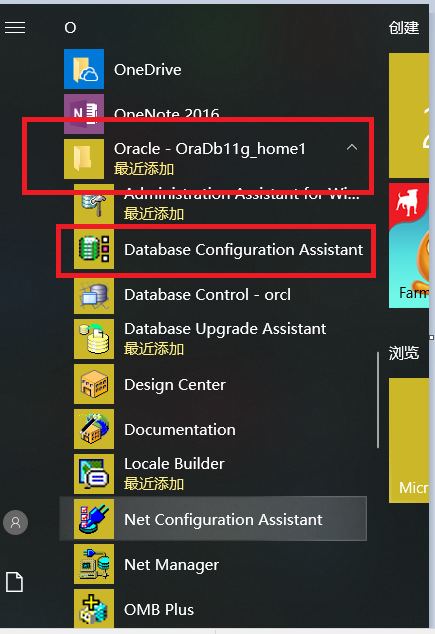 O
创建
OneDrive
OneNote 2016
Oracle - OraDb11g_home1
最近添加
Administration Assistant for Wi...
最近添加
Database Configuration Assistant
Farm
Database Control - orcl
Database Upgrade Assistant
最近添加
浏览
Design Center
Documentation
Locale Builder
最近添加
Micr
Net Configuration Assistant
Net Manager
OMB Plus